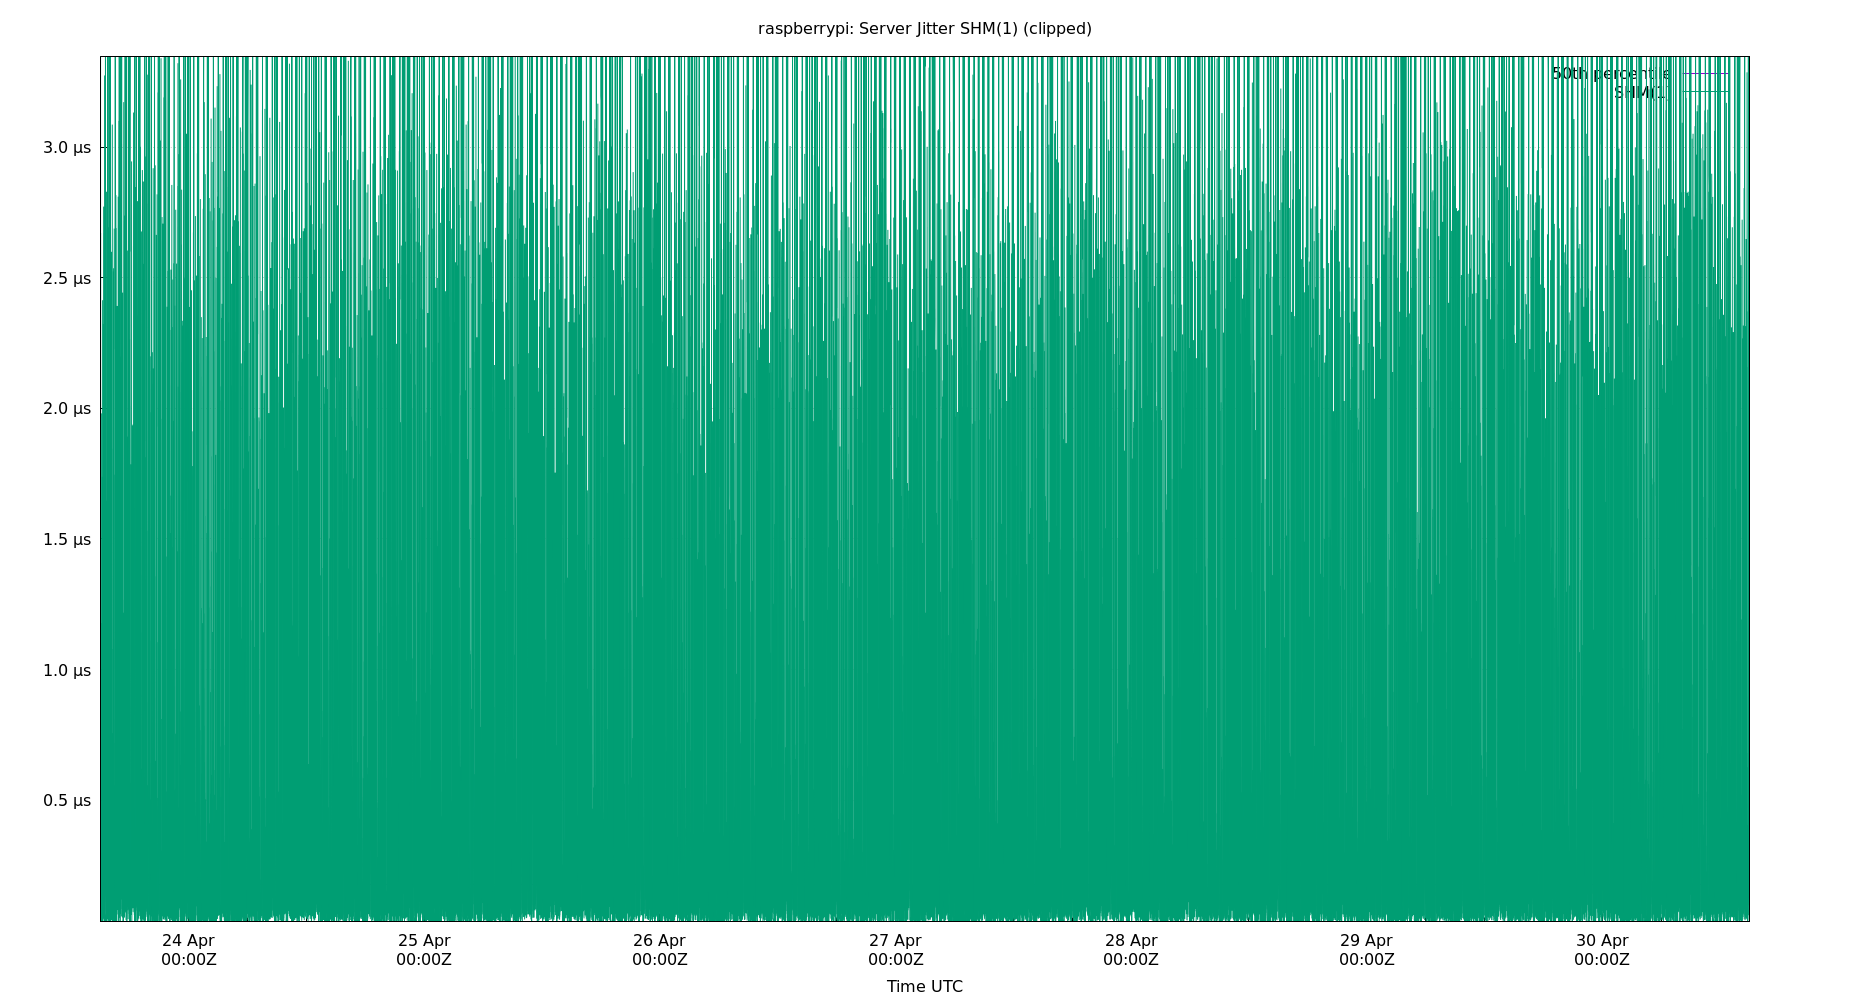 raspberrypi: Server Jitter SHM(1) (clipped)
50th percentile
SHM(1)
3.0 µs
2.5 µs
2.0 µs
1.5 µs
1.0 µs
0.5 µs
24 Apr 25 Apr 26 Apr 27 Apr 28 Apr 29 Apr 30 Apr
00:00Z 00:00Z 00:00Z 00:00Z 00:00Z 00:00Z 00:00Z
Time UTC